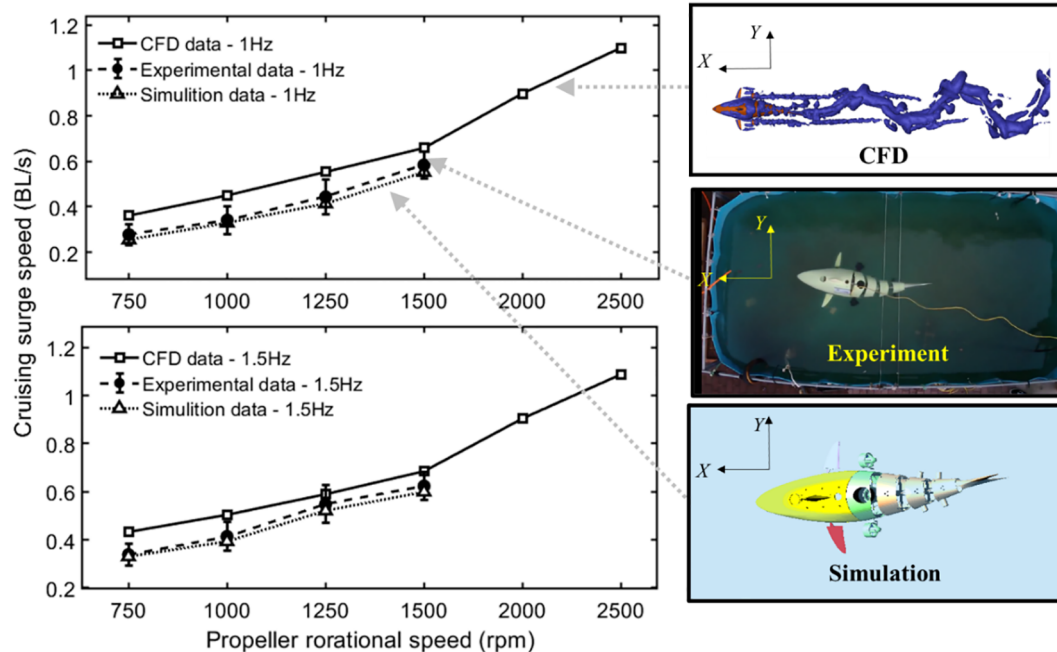 Cruising surge speed (BL/s)
1.2
1
0.8
0.6
0.4
0.2
CFD data - 1Hz
Experimental data - 1Hz
Simulition data - 1Hz
750 1000 1250 1500 2000 2500
1.2
1
0.8
0.6
0.4
0.2
CFD data - 1.5Hz
Experimental data - 1.5Hz
Simulition data - 1.5Hz
750 1000 1250 1500 2000 2500
Propeller rorational speed (rpm)
Y
X
CFD
Y
X
Experiment
Y
X
Simulation